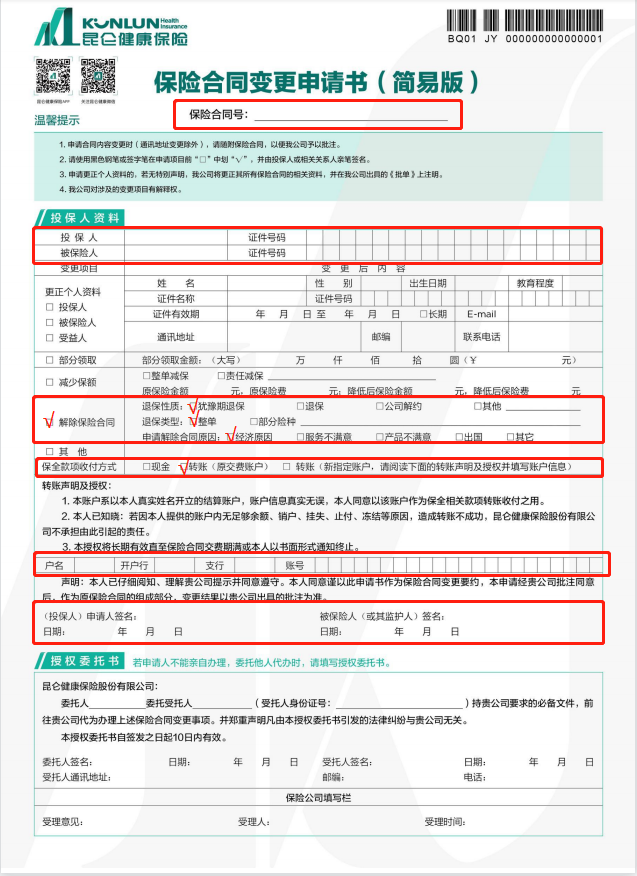 KUNLUN Health Insurance
昆仑健康保险
BQ01 JY 000000000000001
昆仑健康保险APP 关注昆仑健康微信
保险合同变更申请书（简易版）
保险合同号：
温馨提示
1. 申请合同内容变更时（通讯地址变更除外），请随附保险合同，以便我公司予以批注。
2. 请使用黑色钢笔或签字笔在申请项目前“□”中划“√”，并由投保人或相关关系人亲笔签名。
3. 申请更正个人资料的，若无特别声明，我公司将更正其所有保险合同的相关资料，并在我公司出具的《批单》上注明。
4. 我公司对涉及的变更项目有解释权。
投保人资料
投 保 人 证件号码
被保险人 证件号码
变更项目 变 更 后 内 容
更正个人资料
□ 投保人
□ 被保险人
□ 受益人
姓 名 性 别 出生日期 教育程度
证件名称 证件号码
证件有效期 年 月 日 至 年 月 日 □长期 E-mail
通讯地址 邮编 联系电话
□ 部分领取 部分领取金额：（大写） 万 仟 佰 拾 圆（￥ 元）
□ 减少保额 □整单减保 □责任减保
原保险金额 元，原保险费 元；降低后保险金额 元，降低后保险费 元
☑ 解除保险合同 退保性质：☑犹豫期退保 □退保 □公司解约 □其他
退保类型：☑整单 □部分险种
申请解除合同原因：☑经济原因 □服务不满意 □产品不满意 □出国 □其它
□ 其 他
保全款项收付方式 □现金 ☑转账（原交费账户） □ 转账（新指定账户，请阅读下面的转账声明及授权并填写账户信息）
转账声明及授权：
1. 本账户系以本人真实姓名开立的结算账户，账户信息真实无误，本人同意以该账户作为保全相关款项转账收付之用。
2. 本人已知晓：若因本人提供的账户内无足够余额、销户、挂失、止付、冻结等原因，造成转账不成功，昆仑健康保险股份有限公
司不承担由此引起的责任。
3. 本授权将长期有效直至保险合同交费期满或本人以书面形式通知终止。
户名 开户行 支行 账号
声明：本人已仔细阅知、理解贵公司提示并同意遵守。本人同意谨以此申请书作为保险合同变更要约，本申请经贵公司批注同意
后，作为原保险合同的组成部分，变更结果以贵公司出具的批注为准。
（投保人）申请人签名： 被保险人（或其监护人）签名：
日期： 年 月 日 日期： 年 月 日
授权委托书 若申请人不能亲自办理，委托他人代办时，请填写授权委托书。
昆仑健康保险股份有限公司：
委托人 委托受托人 （受托人身份证号： ）持贵公司要求的必备文件，前
往贵公司代为办理上述保险合同变更事项。并郑重声明凡由本授权委托书引发的法律纠纷与贵公司无关。
本授权委托书自签发之日起10日内有效。
委托人签名： 日期： 年 月 日 受托人签名： 日期： 年 月 日
受托人通讯地址： 邮编： 电话：
保险公司填写栏
受理意见： 受理人： 受理时间：